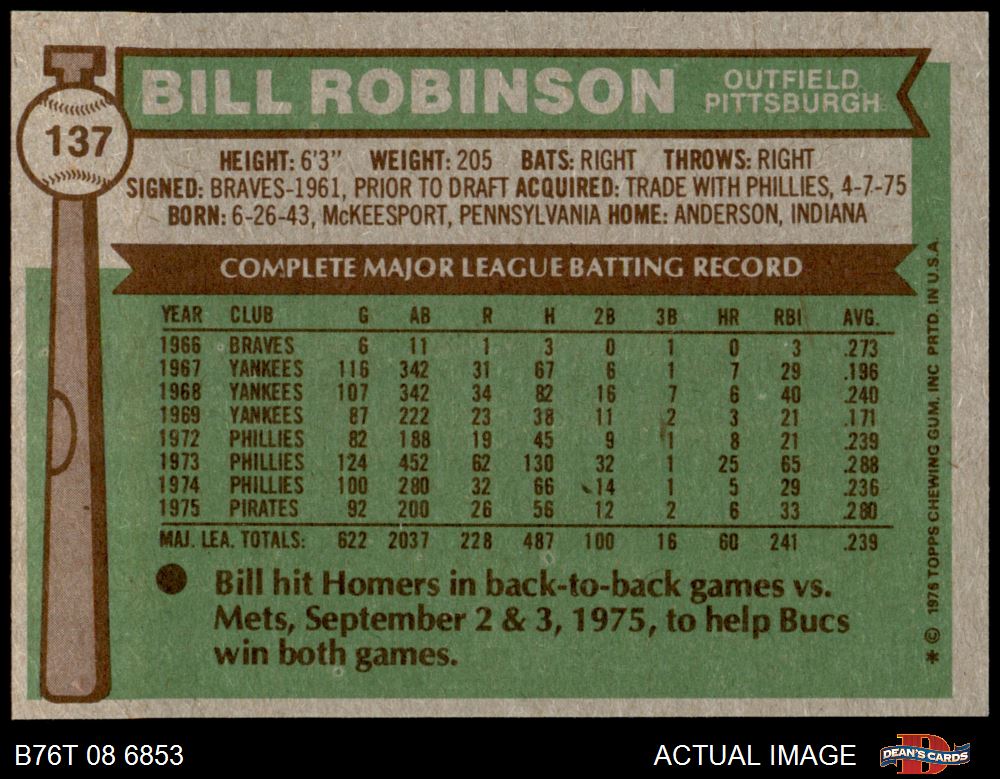 BILL ROBINSON
OUTFIELD
PITTSBURGH
137
HEIGHT: 6'3" WEIGHT: 205 BATS: RIGHT THROWS: RIGHT
SIGNED: BRAVES-1961, PRIOR TO DRAFT ACQUIRED: TRADE WITH PHILLIES, 4-7-75
BORN: 6-26-43, McKEESPORT, PENNSYLVANIA HOME: ANDERSON, INDIANA
COMPLETE MAJOR LEAGUE BATTING RECORD
YEAR CLUB G AB R H 2B 3B HR RBI AVG.
1966 BRAVES 6 11 1 3 0 1 0 3 .273
1967 YANKEES 116 342 31 67 6 1 7 29 .196
1968 YANKEES 107 342 34 82 16 7 6 40 .240
1969 YANKEES 87 222 23 38 11 2 3 21 .171
1972 PHILLIES 82 188 19 45 9 1 8 21 .239
1973 PHILLIES 124 452 62 130 32 1 25 65 .288
1974 PHILLIES 100 280 32 66 14 1 5 29 .236
1975 PIRATES 92 200 26 56 12 2 6 33 .280
MAJ. LEA. TOTALS: 622 2037 228 487 100 16 60 241 .239
Bill hit Homers in back-to-back games vs.
Mets, September 2 & 3, 1975, to help Bucs
win both games.
* © 1976 TOPPS CHEWING GUM, INC PRTD. IN U.S.A.
B76T 08 6853
ACTUAL IMAGE
DEAN'S CARDS